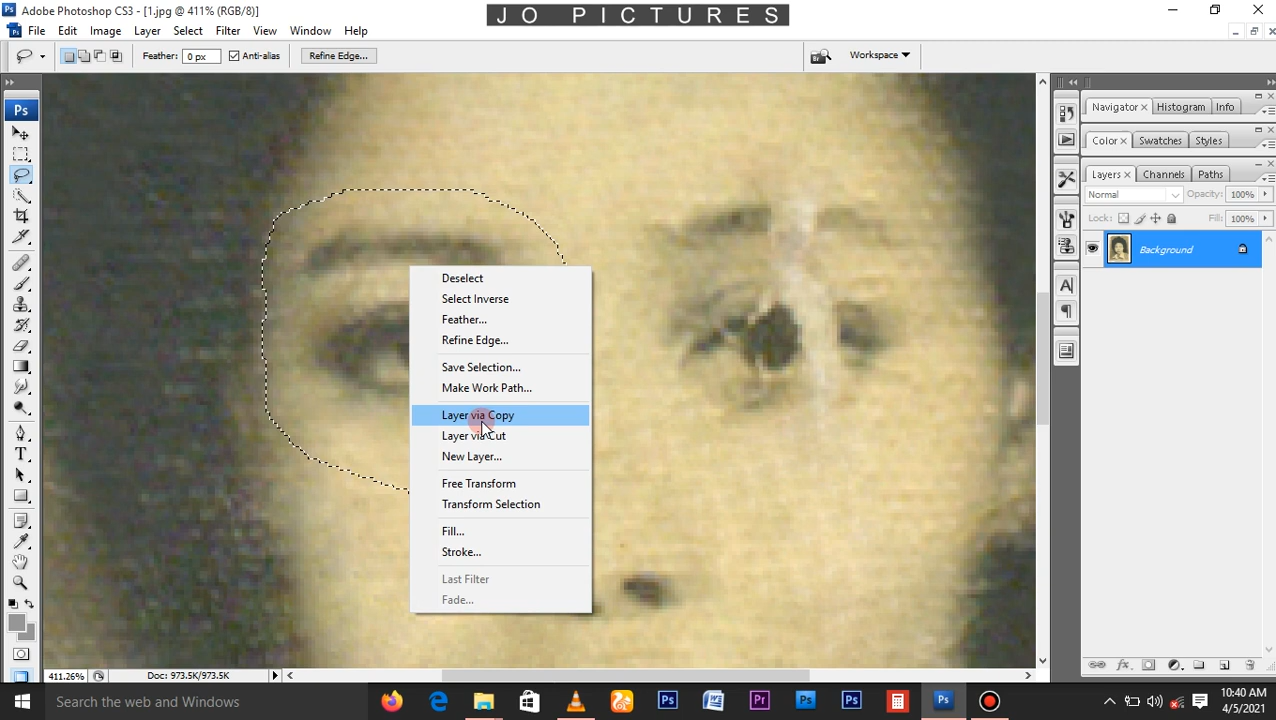 Adobe Photoshop CS3 - [1.jpg @ 411% (RGB/8)]
JO PICTURES
File Edit Image Layer Select Filter View Window Help
Feather: 0 px Anti-alias Refine Edge... Workspace
Ps
Navigator Histogram Info
Color Swatches Styles
Layers Channels Paths
Normal Opacity: 100%
Lock: Fill: 100%
Background
Deselect
Select Inverse
Feather...
Refine Edge...
Save Selection...
Make Work Path...
Layer via Copy
Layer via Cut
New Layer...
Free Transform
Transform Selection
Fill...
Stroke...
Last Filter
Fade...
411.26% Doc: 973.5K/973.5K
Search the web and Windows
10:40 AM
4/5/2021